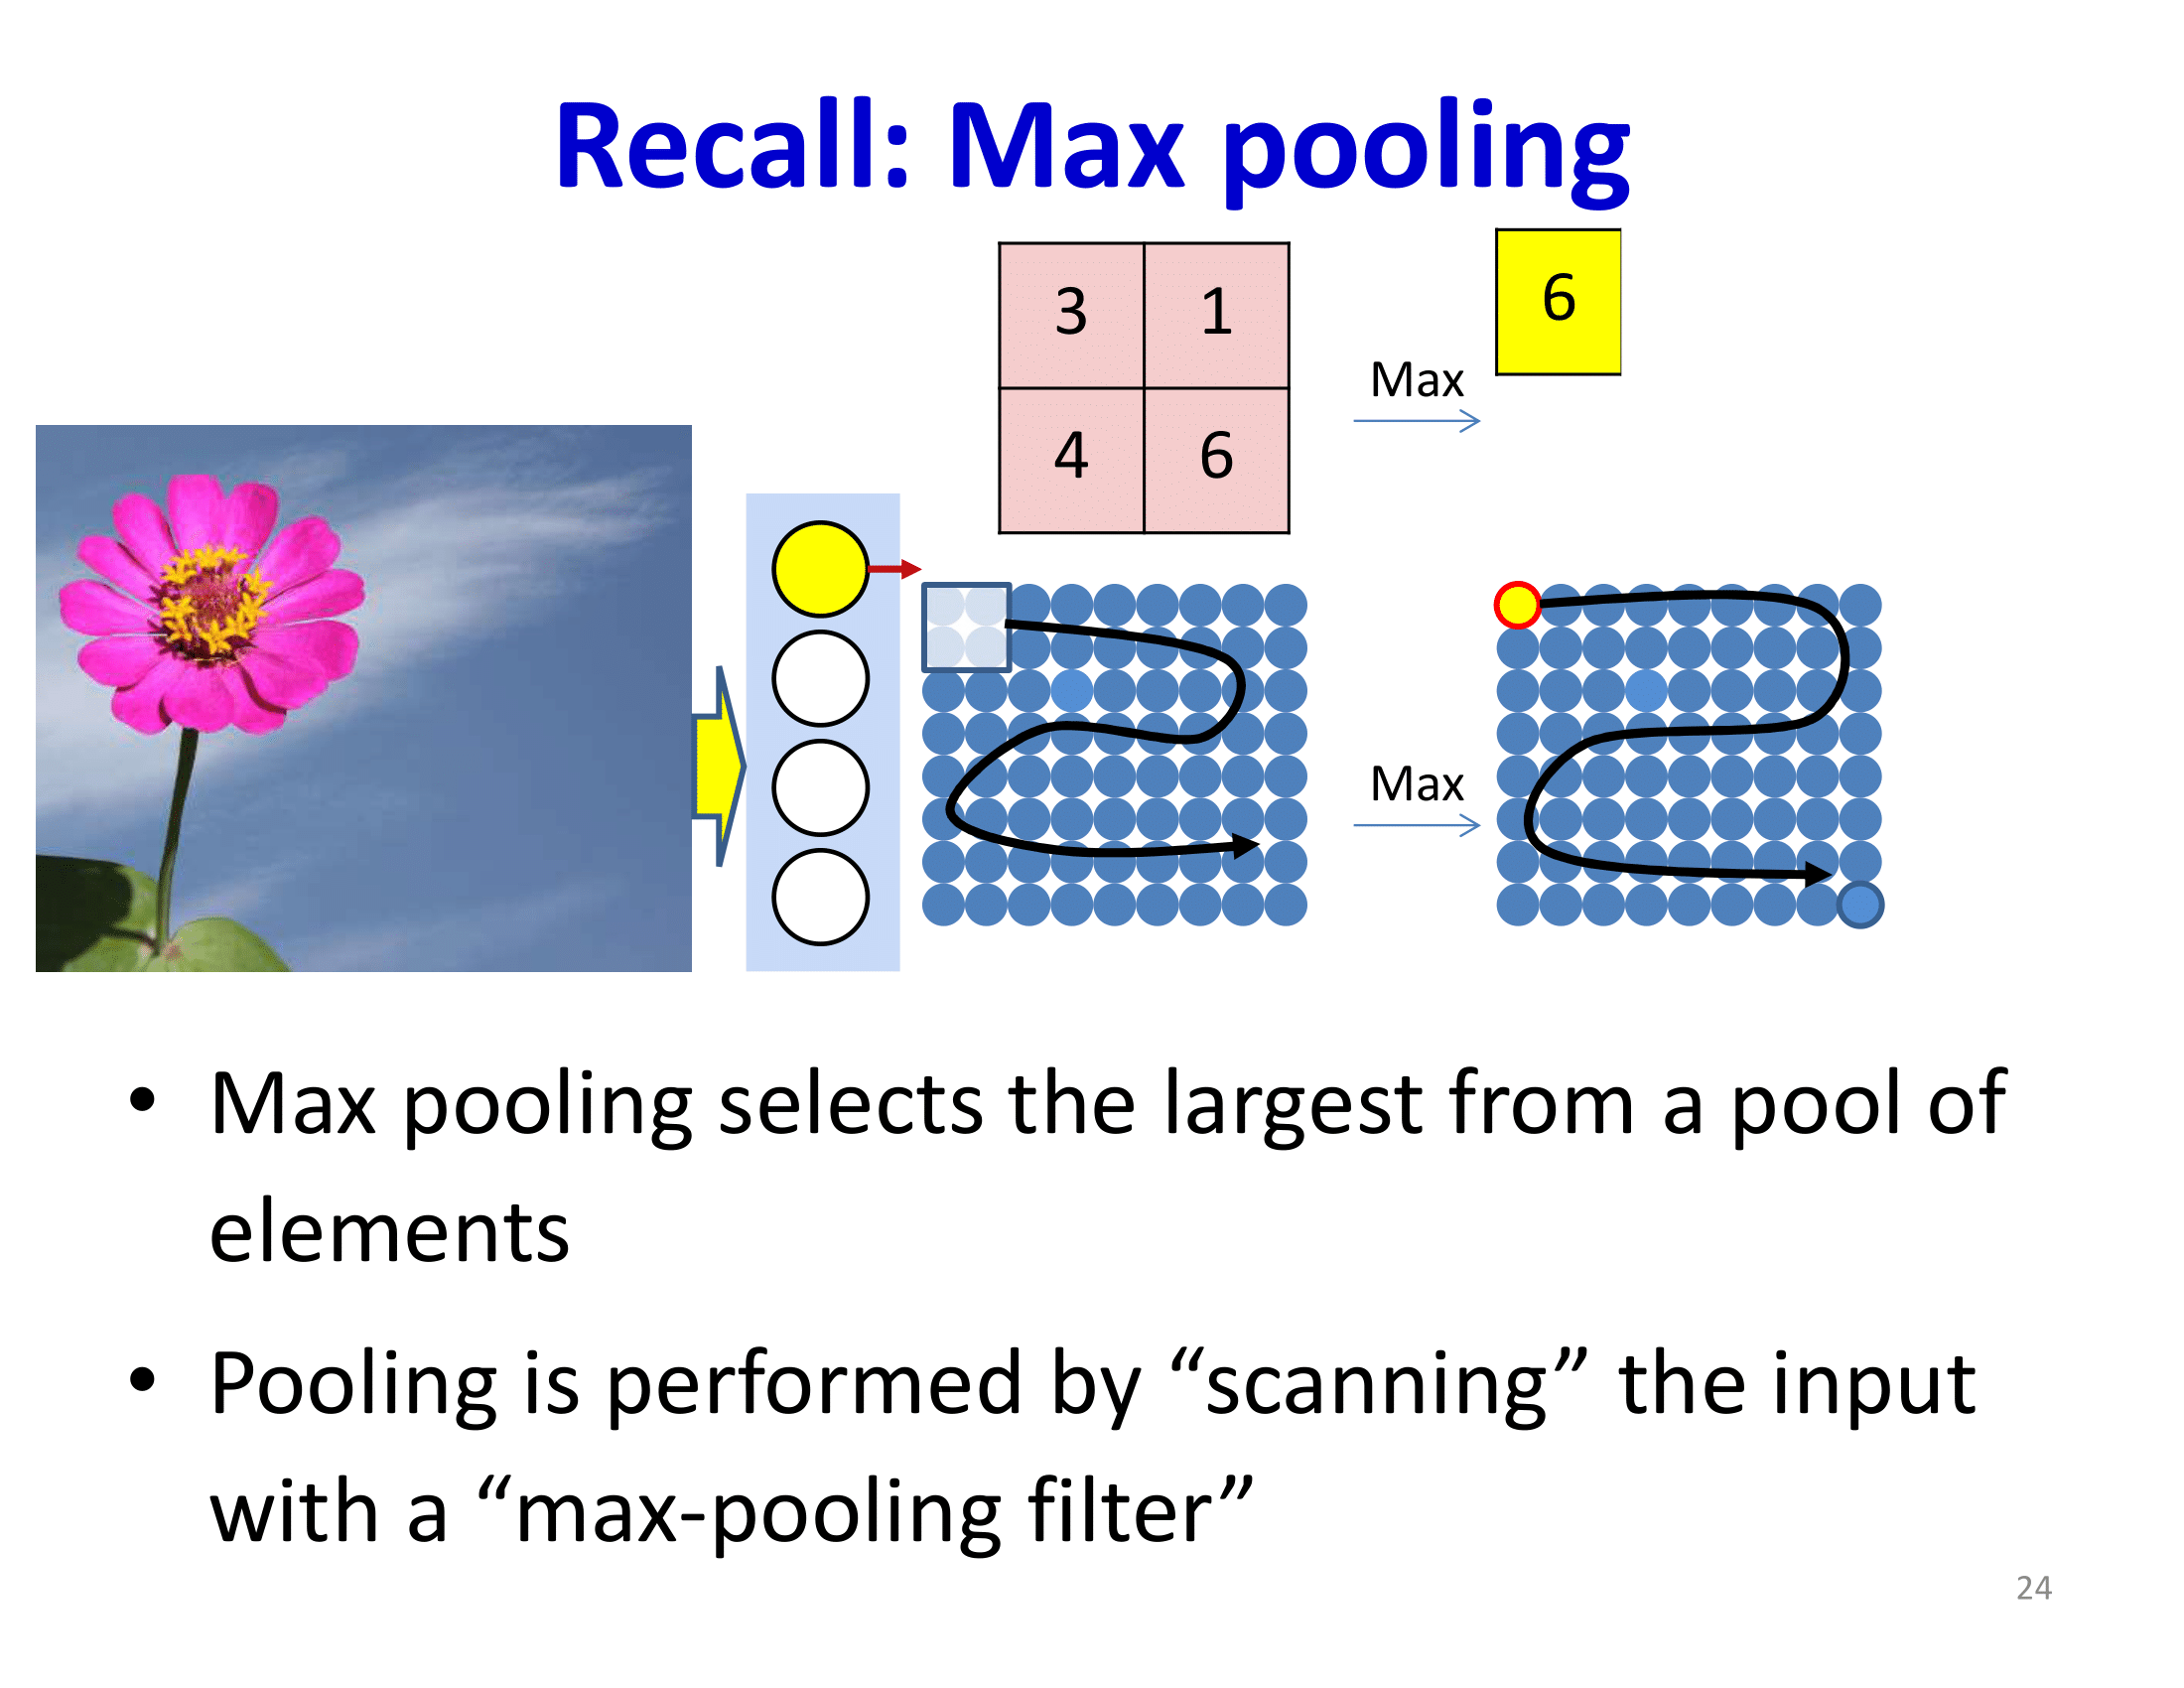 Recall: Max pooling
3 1
4 6
Max
6
Max
• Max pooling selects the largest from a pool of
elements
• Pooling is performed by “scanning” the input
with a “max-pooling filter”
24